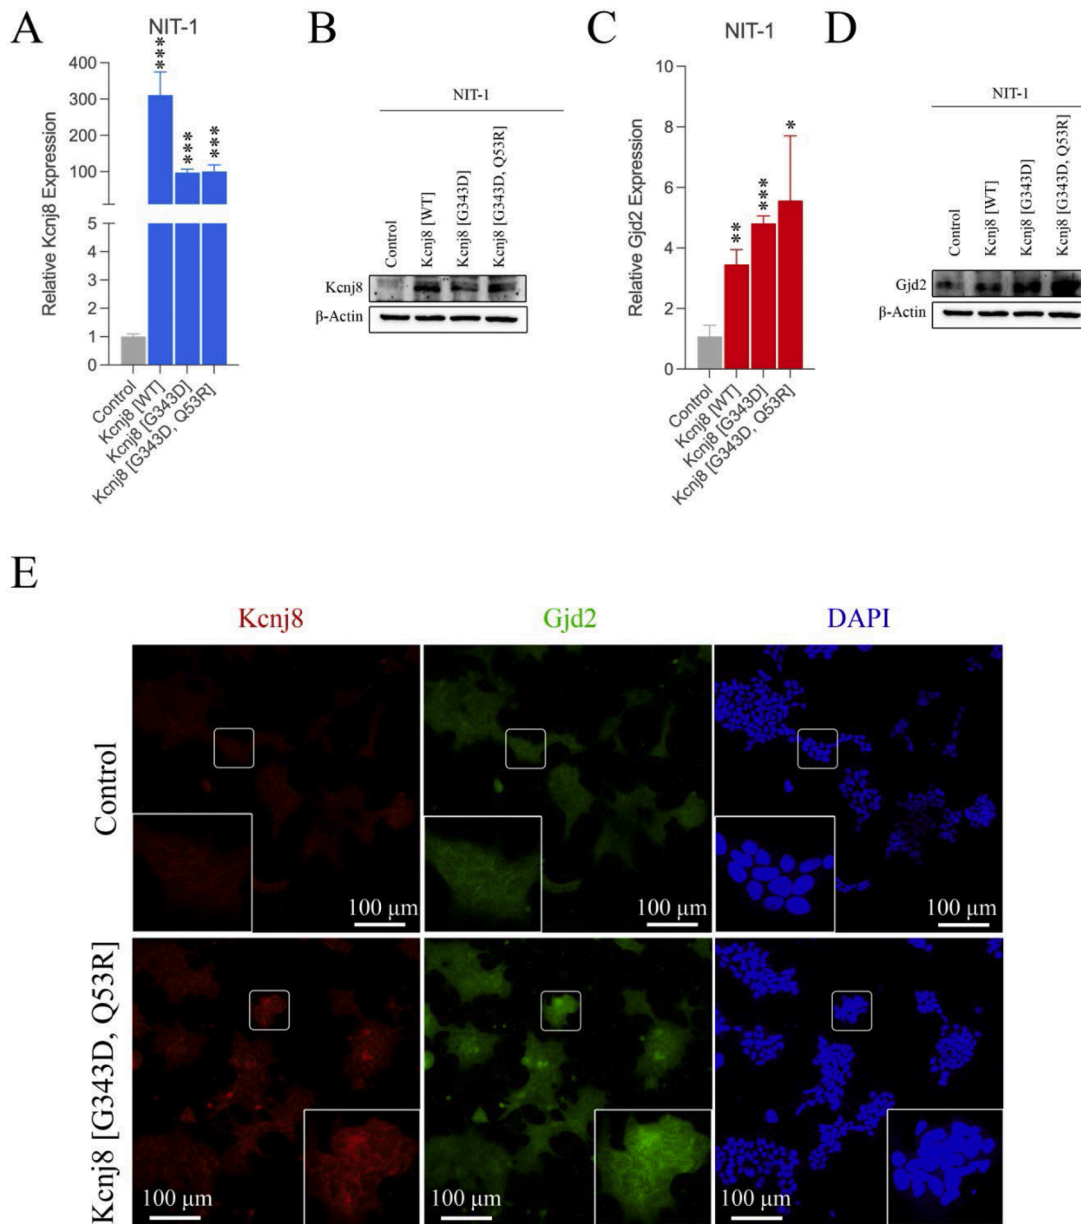 A
NIT-1
Relative Kcnj8 Expression
400
300
200
100
5
4
3
2
1
0
***
***
***
Control
Kcnj8 [WT]
Kcnj8 [G343D]
Kcnj8 [G343D, Q53R]
B
NIT-1
Control
Kcnj8 [WT]
Kcnj8 [G343D]
Kcnj8 [G343D, Q53R]
Kcnj8
β-Actin
C
NIT-1
Relative Gjd2 Expression
10
8
6
4
2
0
**
***
*
Control
Kcnj8 [WT]
Kcnj8 [G343D]
Kcnj8 [G343D, Q53R]
D
NIT-1
Control
Kcnj8 [WT]
Kcnj8 [G343D]
Kcnj8 [G343D, Q53R]
Gjd2
β-Actin
E
Kcnj8
Gjd2
DAPI
Control
100 μm
100 μm
100 μm
Kcnj8 [G343D, Q53R]
100 μm
100 μm
100 μm